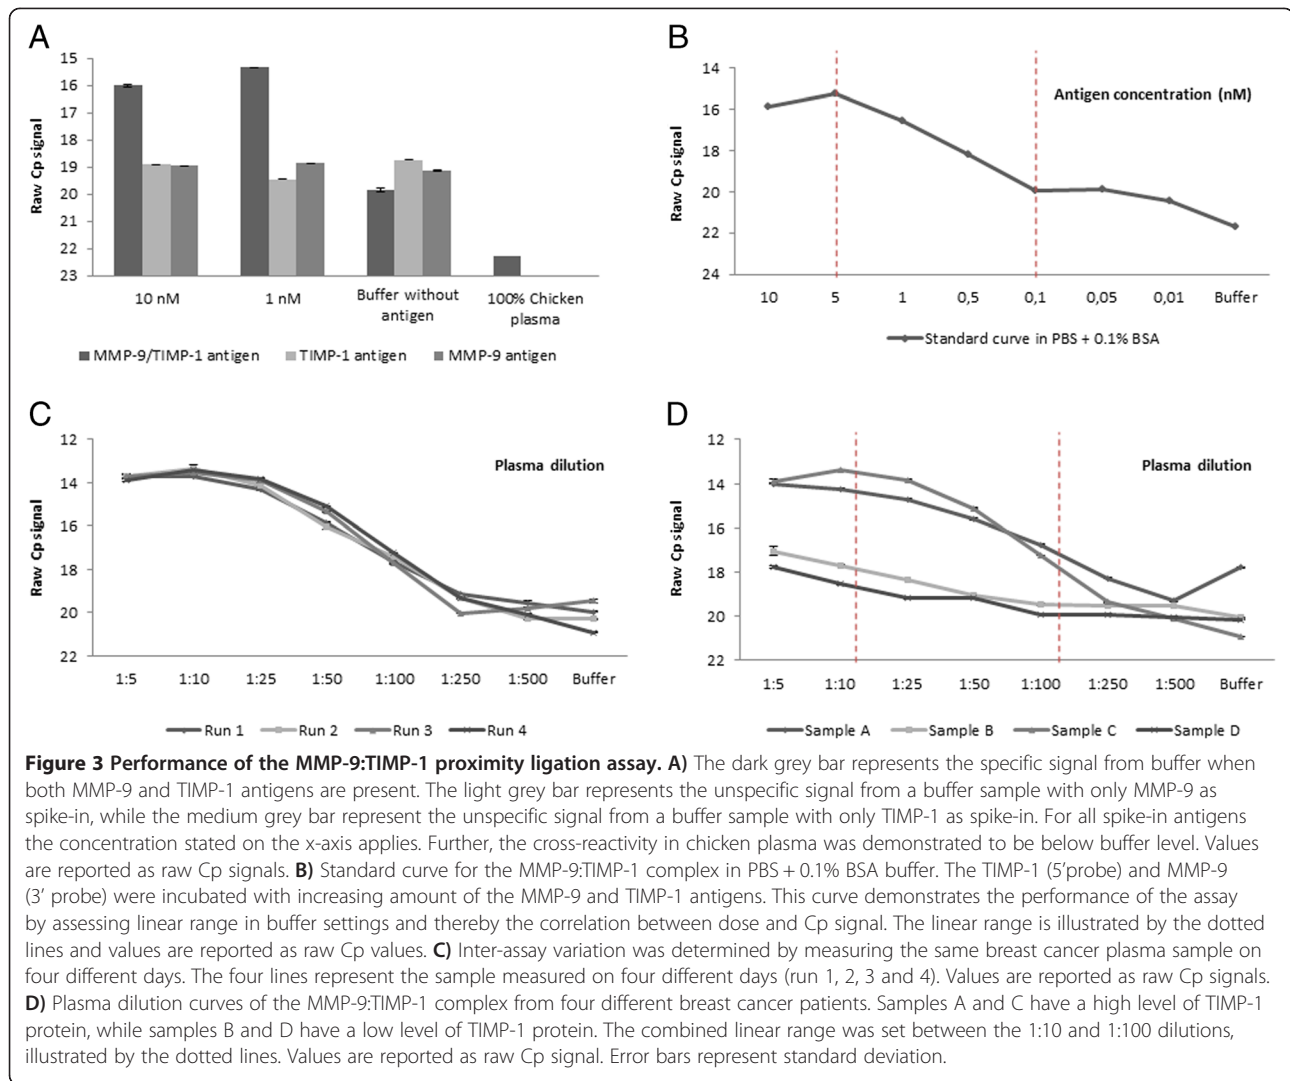 A
15
16
17
18
19
20
21
22
23
Raw Cp signal
10 nM
1 nM
Buffer without
antigen
100% Chicken
plasma
MMP-9/TIMP-1 antigen
TIMP-1 antigen
MMP-9 antigen
B
14
16
18
20
22
24
Raw Cp signal
Antigen concentration (nM)
10
5
1
0,5
0,1
0,05
0,01
Buffer
Standard curve in PBS + 0.1% BSA
C
12
14
16
18
20
22
Raw Cp signal
Plasma dilution
1:5
1:10
1:25
1:50
1:100
1:250
1:500
Buffer
Run 1
Run 2
Run 3
Run 4
D
12
14
16
18
20
22
Raw Cp signal
Plasma dilution
1:5
1:10
1:25
1:50
1:100
1:250
1:500
Buffer
Sample A
Sample B
Sample C
Sample D
Figure 3 Performance of the MMP-9:TIMP-1 proximity ligation assay. A) The dark grey bar represents the specific signal from buffer when
both MMP-9 and TIMP-1 antigens are present. The light grey bar represents the unspecific signal from a buffer sample with only MMP-9 as
spike-in, while the medium grey bar represent the unspecific signal from a buffer sample with only TIMP-1 as spike-in. For all spike-in antigens
the concentration stated on the x-axis applies. Further, the cross-reactivity in chicken plasma was demonstrated to be below buffer level. Values
are reported as raw Cp signals. B) Standard curve for the MMP-9:TIMP-1 complex in PBS + 0.1% BSA buffer. The TIMP-1 (5'probe) and MMP-9
(3' probe) were incubated with increasing amount of the MMP-9 and TIMP-1 antigens. This curve demonstrates the performance of the assay
by assessing linear range in buffer settings and thereby the correlation between dose and Cp signal. The linear range is illustrated by the dotted
lines and values are reported as raw Cp values. C) Inter-assay variation was determined by measuring the same breast cancer plasma sample on
four different days. The four lines represent the sample measured on four different days (run 1, 2, 3 and 4). Values are reported as raw Cp signals.
D) Plasma dilution curves of the MMP-9:TIMP-1 complex from four different breast cancer patients. Samples A and C have a high level of TIMP-1
protein, while samples B and D have a low level of TIMP-1 protein. The combined linear range was set between the 1:10 and 1:100 dilutions,
illustrated by the dotted lines. Values are reported as raw Cp signal. Error bars represent standard deviation.